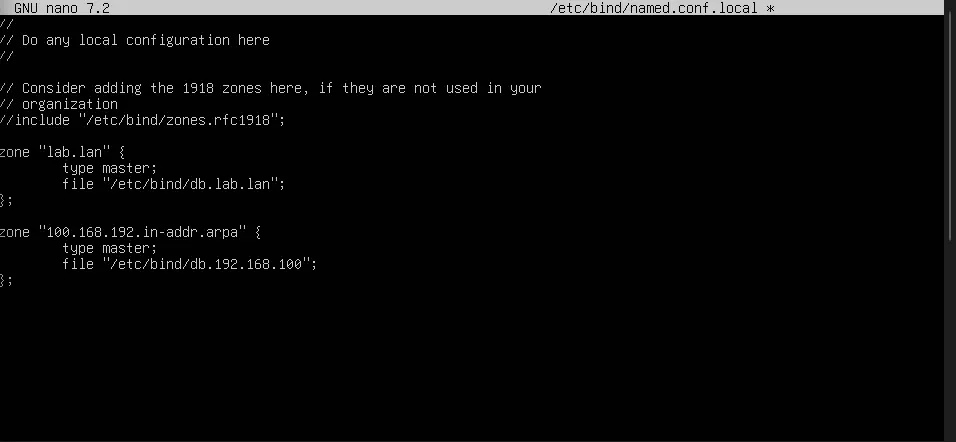 GNU nano 7.2 /etc/bind/named.conf.local *
//
// Do any local configuration here
//
// Consider adding the 1918 zones here, if they are not used in your
// organization
//include "/etc/bind/zones.rfc1918";
zone "lab.lan" {
type master;
file "/etc/bind/db.lab.lan";
};
zone "100.168.192.in-addr.arpa" {
type master;
file "/etc/bind/db.192.168.100";
};